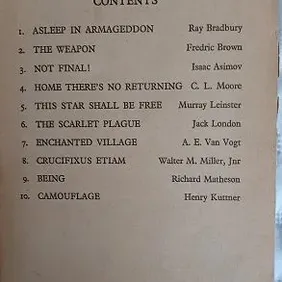 CONTENTS
1. ASLEEP IN ARMAGEDDON Ray Bradbury
2. THE WEAPON Fredric Brown
3. NOT FINAL! Isaac Asimov
4. HOME THERE'S NO RETURNING C. L. Moore
5. THIS STAR SHALL BE FREE Murray Leinster
6. THE SCARLET PLAGUE Jack London
7. ENCHANTED VILLAGE A. E. Van Vogt
8. CRUCIFIXUS ETIAM Walter M. Miller, Jnr
9. BEING Richard Matheson
10. CAMOUFLAGE Henry Kuttner